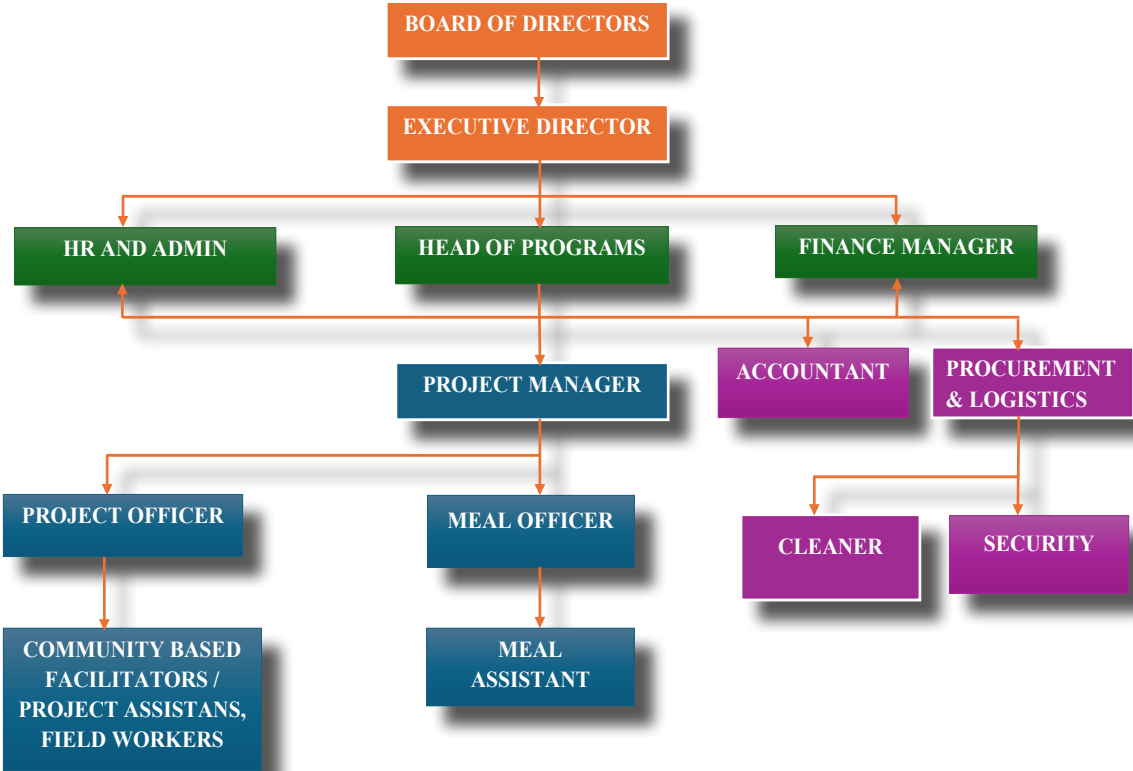 BOARD OF DIRECTORS
EXECUTIVE DIRECTOR
HR AND ADMIN
HEAD OF PROGRAMS
FINANCE MANAGER
ACCOUNTANT
PROCUREMENT
& LOGISTICS
PROJECT MANAGER
PROJECT OFFICER
MEAL OFFICER
CLEANER
SECURITY
COMMUNITY BASED
FACILITATORS /
PROJECT ASSISTANS,
FIELD WORKERS
MEAL
ASSISTANT